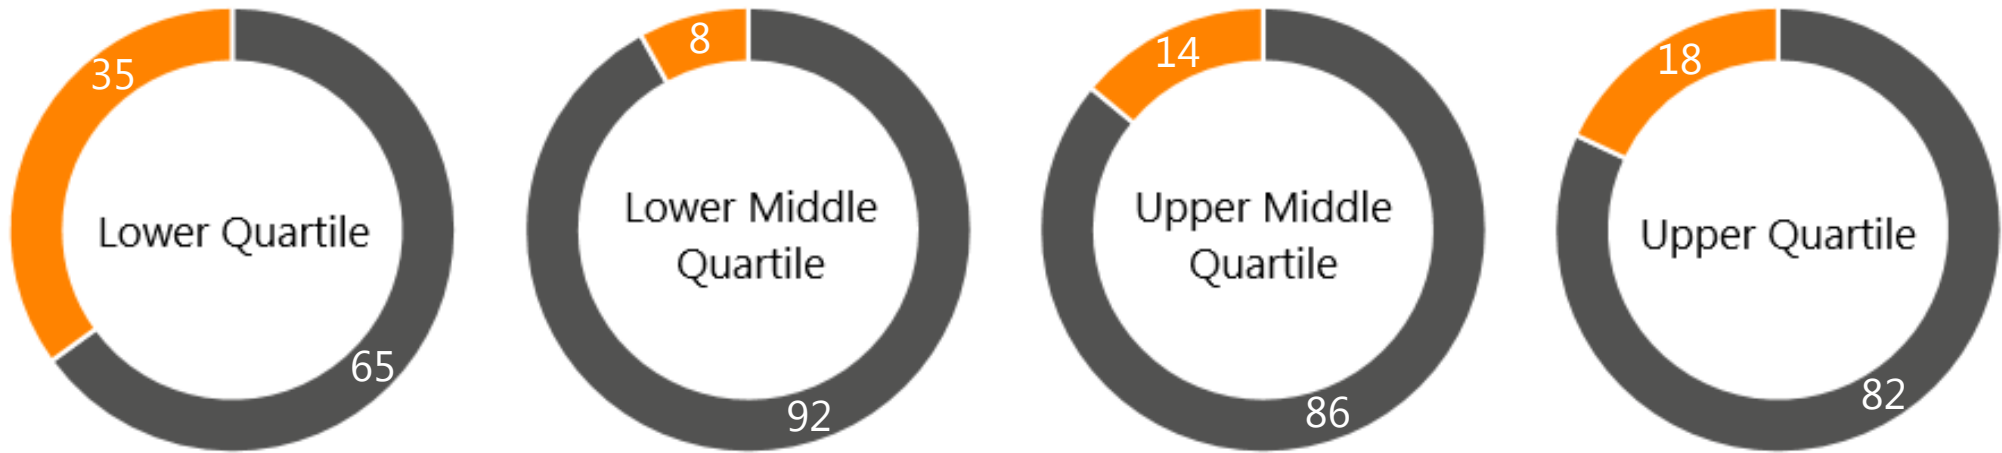 35
65
Lower Quartile
8
92
Lower Middle
Quartile
14
86
Upper Middle
Quartile
18
82
Upper Quartile